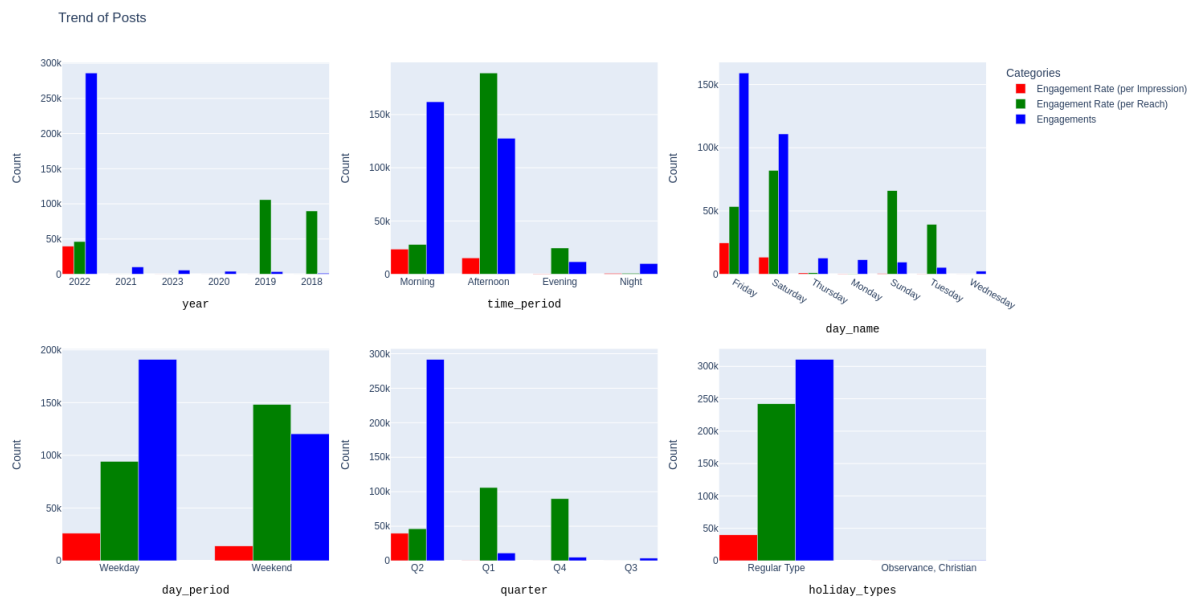 Trend of Posts
Categories
Engagement Rate (per Impression)
Engagement Rate (per Reach)
Engagements
Count
300k
250k
200k
150k
100k
50k
0
2022 2021 2023 2020 2019 2018
year
Count
150k
100k
50k
0
Morning Afternoon Evening Night
time_period
Count
150k
100k
50k
0
Friday Saturday Thursday Monday Sunday Tuesday Wednesday
day_name
Count
200k
150k
100k
50k
0
Weekday Weekend
day_period
Count
300k
250k
200k
150k
100k
50k
0
Q2 Q1 Q4 Q3
quarter
Count
300k
250k
200k
150k
100k
50k
0
Regular Type Observance, Christian
holiday_types